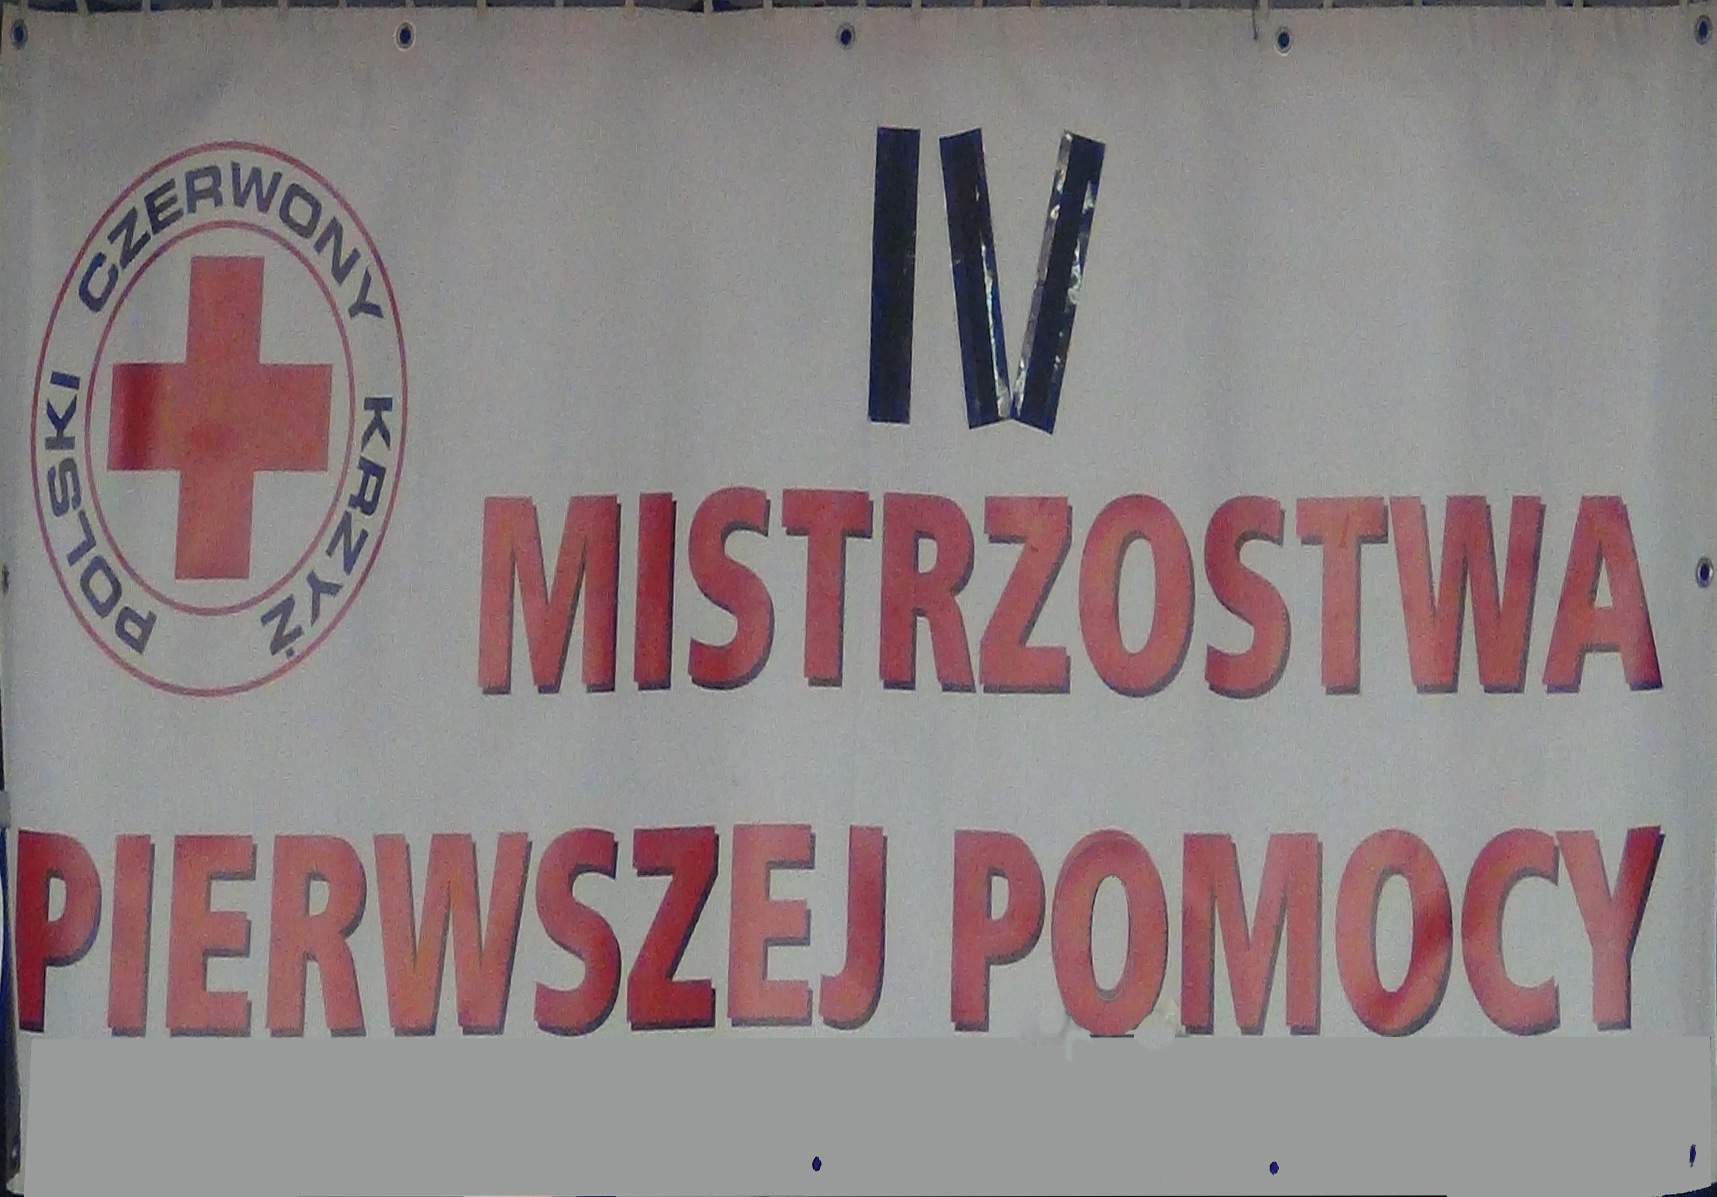 POLSKI CZERWONY KRZYŻ
IV
MISTRZOSTWA
PIERWSZEJ POMOCY